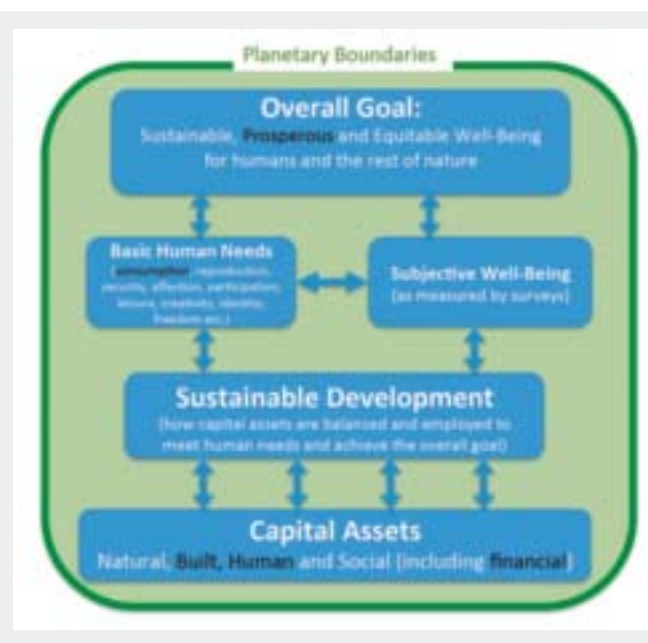 Planetary Boundaries
Overall Goal:
Sustainable, Prosperous and Equitable Well-Being
for humans and the rest of nature
Basic Human Needs
(consumption, reproduction,
security, affection, participation,
leisure, creativity, identity,
freedom etc.)
Subjective Well-Being
(as measured by surveys)
Sustainable Development
(how capital assets are balanced and employed to
meet human needs and achieve the overall goal)
Capital Assets
Natural, Built, Human and Social (including financial)